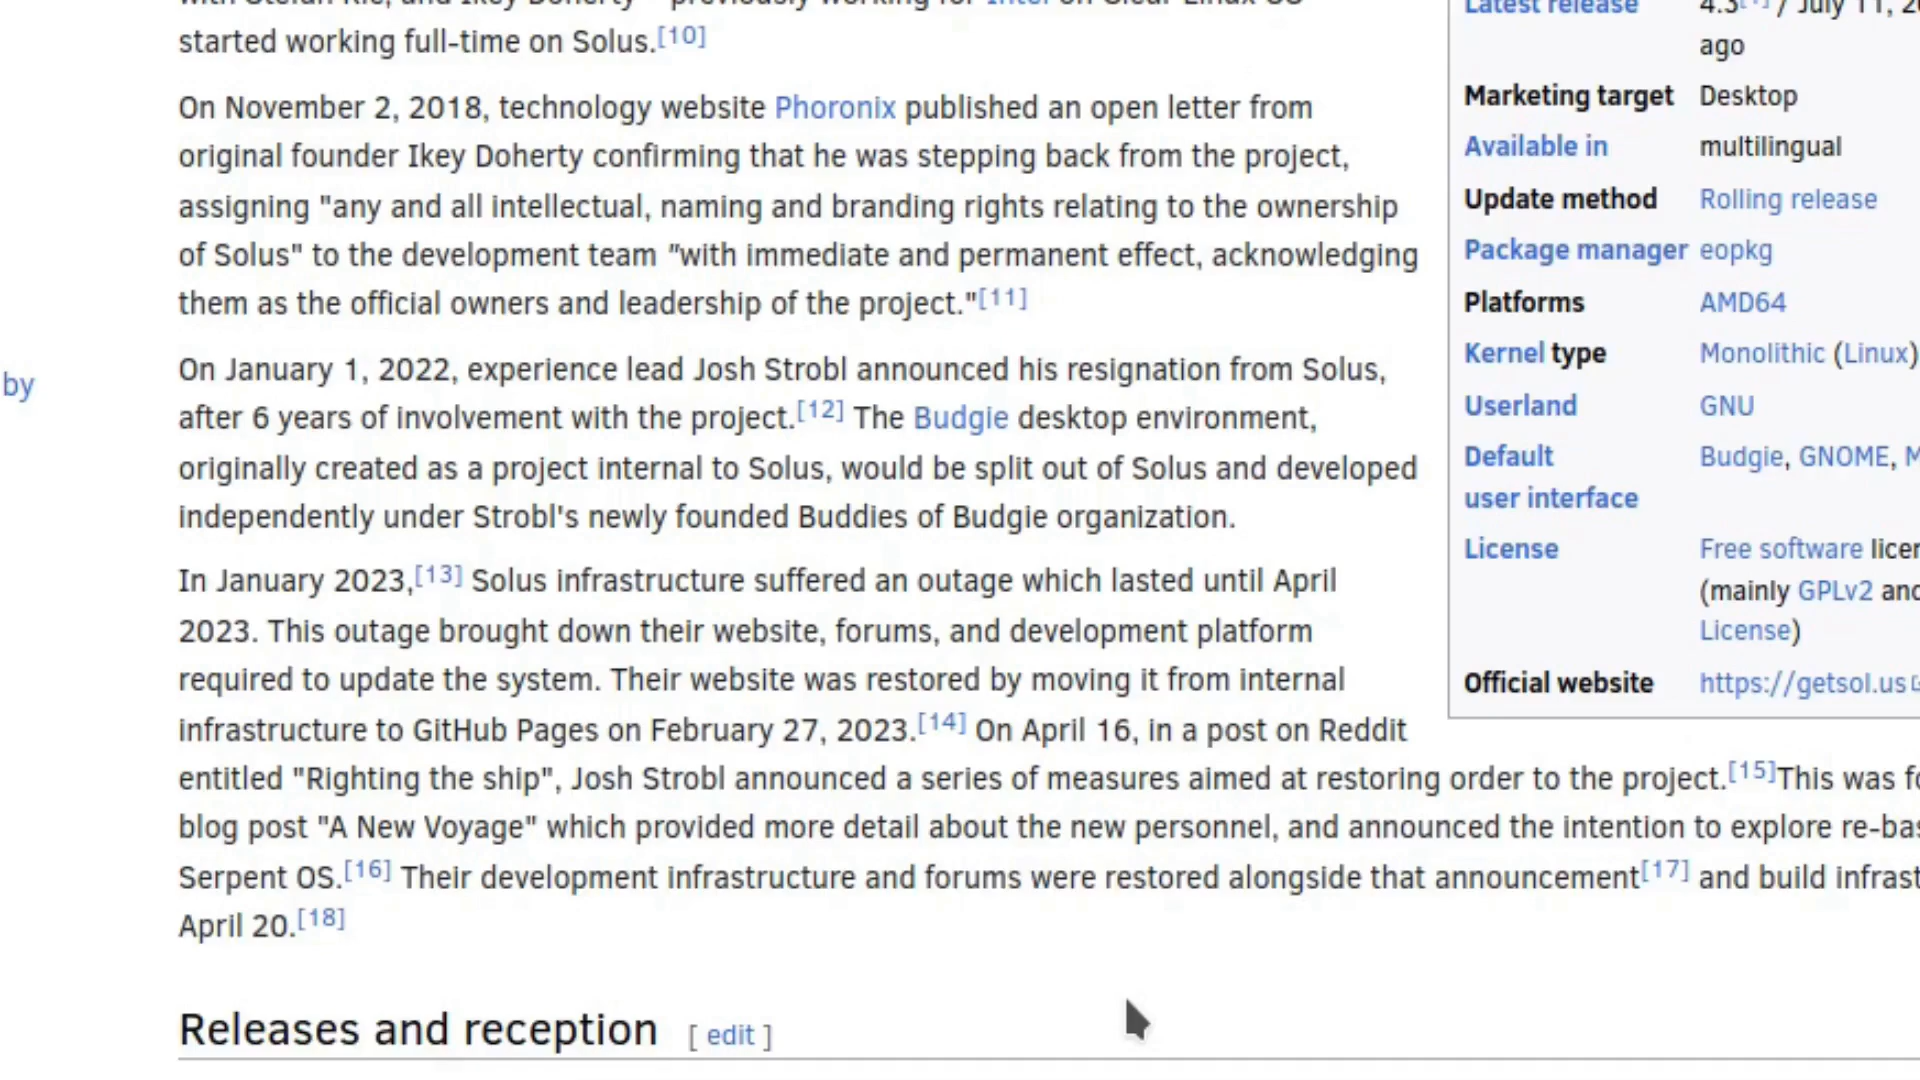 started working full-time on Solus.[10]
On November 2, 2018, technology website Phoronix published an open letter from
original founder Ikey Doherty confirming that he was stepping back from the project,
assigning "any and all intellectual, naming and branding rights relating to the ownership
of Solus" to the development team "with immediate and permanent effect, acknowledging
them as the official owners and leadership of the project."[11]
by
On January 1, 2022, experience lead Josh Strobl announced his resignation from Solus,
after 6 years of involvement with the project.[12] The Budgie desktop environment,
originally created as a project internal to Solus, would be split out of Solus and developed
independently under Strobl's newly founded Buddies of Budgie organization.
In January 2023,[13] Solus infrastructure suffered an outage which lasted until April
2023. This outage brought down their website, forums, and development platform
required to update the system. Their website was restored by moving it from internal
infrastructure to GitHub Pages on February 27, 2023.[14] On April 16, in a post on Reddit
entitled "Righting the ship", Josh Strobl announced a series of measures aimed at restoring order to the project.[15]This was
blog post "A New Voyage" which provided more detail about the new personnel, and announced the intention to explore
Serpent OS.[16] Their development infrastructure and forums were restored alongside that announcement[17] and build
April 20.[18]
Releases and reception [ edit ]
Latest release 4.3[1] / July 11,
ago
Marketing target Desktop
Available in multilingual
Update method Rolling release
Package manager eopkg
Platforms AMD64
Kernel type Monolithic (Linux)
Userland GNU
Default Budgie, GNOME,
user interface
License Free software
(mainly GPLv2
License)
Official website https://getsol.us